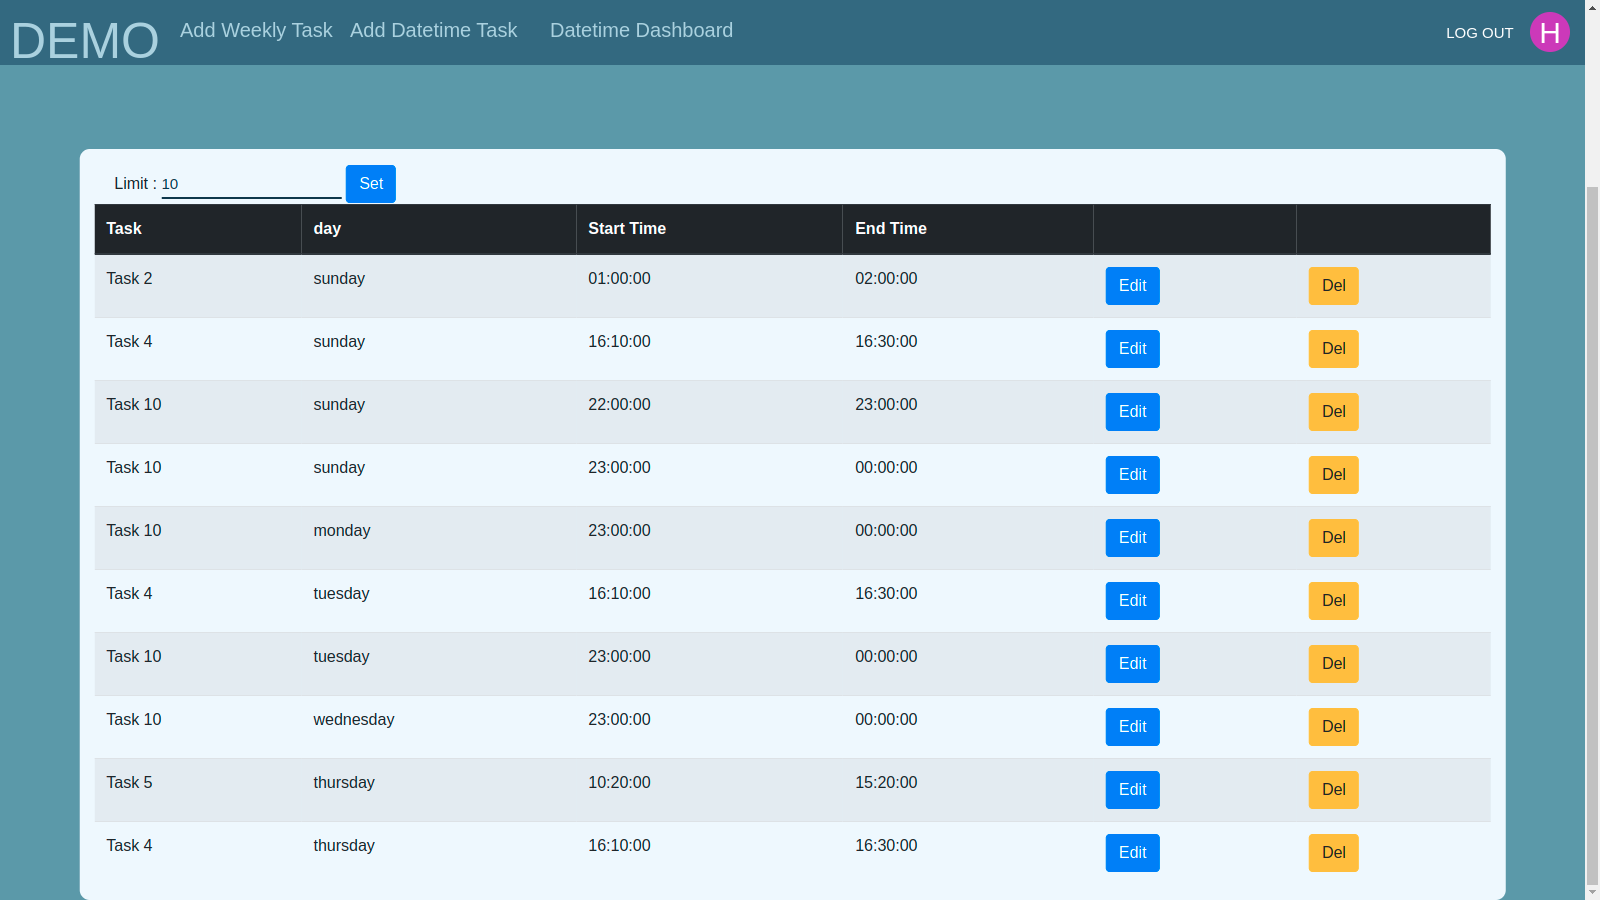 DEMO Add Weekly Task Add Datetime Task Datetime Dashboard LOG OUT H
Limit : 10 Set
Task day Start Time End Time
Task 2 sunday 01:00:00 02:00:00 Edit Del
Task 4 sunday 16:10:00 16:30:00 Edit Del
Task 10 sunday 22:00:00 23:00:00 Edit Del
Task 10 sunday 23:00:00 00:00:00 Edit Del
Task 10 monday 23:00:00 00:00:00 Edit Del
Task 4 tuesday 16:10:00 16:30:00 Edit Del
Task 10 tuesday 23:00:00 00:00:00 Edit Del
Task 10 wednesday 23:00:00 00:00:00 Edit Del
Task 5 thursday 10:20:00 15:20:00 Edit Del
Task 4 thursday 16:10:00 16:30:00 Edit Del